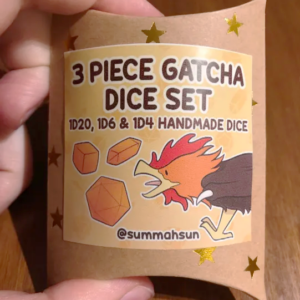 3 PIECE GATCHA
DICE SET
1D20, 1D6 & 1D4 HANDMADE DICE
@summahsun